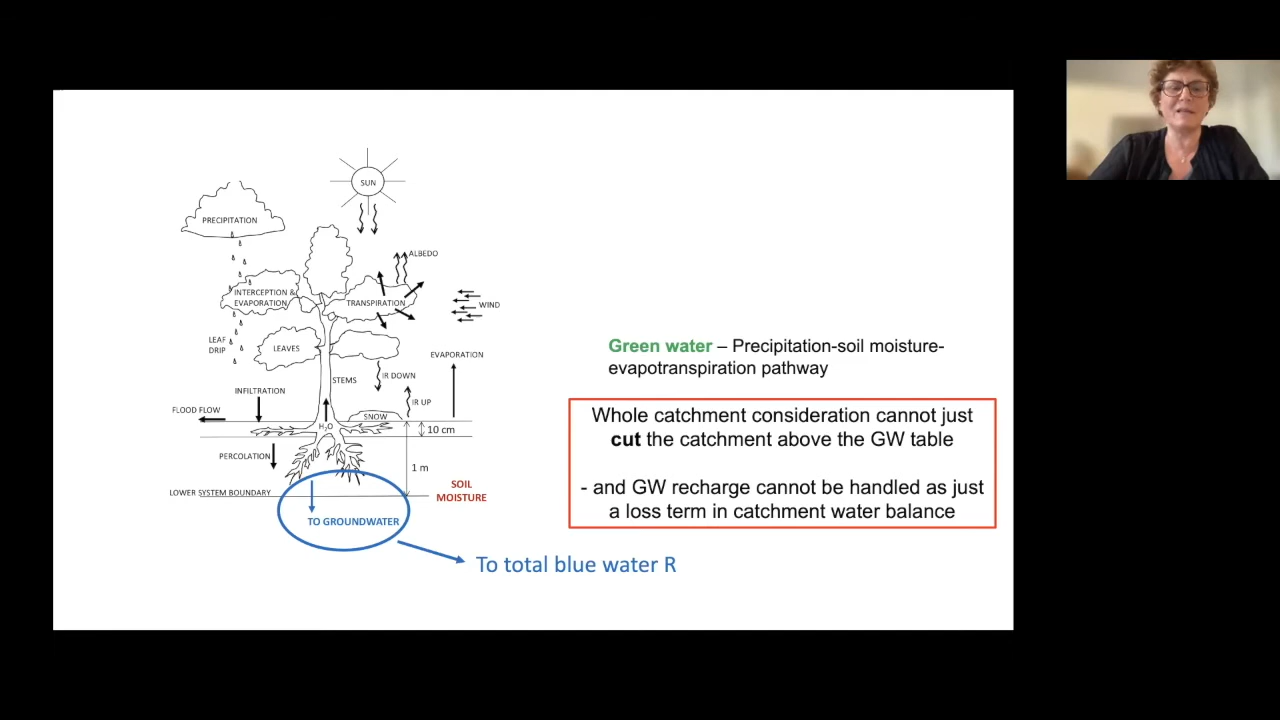 SUN
PRECIPITATION
ALBEDO
INTERCEPTION &
EVAPORATION
TRANSPIRATION
WIND
LEAF
DRIP
LEAVES
EVAPORATION
IR DOWN
STEMS
INFILTRATION
IR UP
FLOOD FLOW
SNOW
H₂O
10 cm
PERCOLATION
1 m
LOWER SYSTEM BOUNDARY
SOIL
MOISTURE
TO GROUNDWATER
To total blue water R
Green water – Precipitation-soil moisture-
evapotranspiration pathway
Whole catchment consideration cannot just
cut the catchment above the GW table
- and GW recharge cannot be handled as just
a loss term in catchment water balance